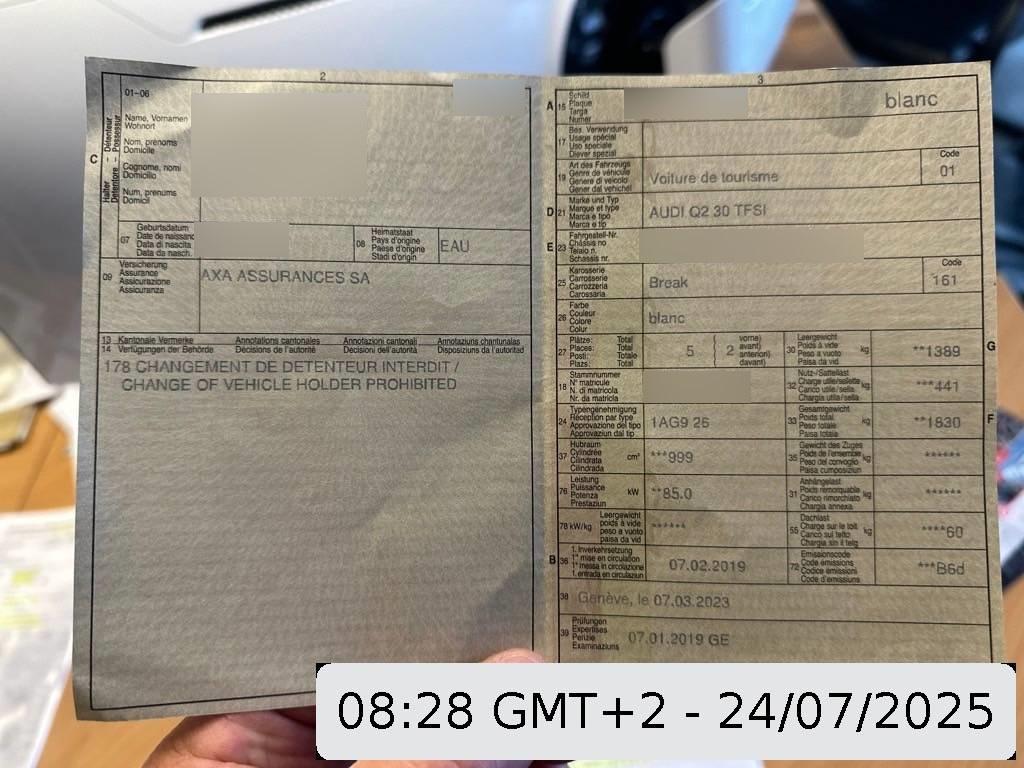 2
01-06
C
Halter - Détenteur
Detentore - Possessur
Name, Vornamen
Wohnort
Nom, prenoms
Domicile
Cognome, nomi
Domicilio
Num, prenums
Domicil
07
Geburtsdatum
Date de naissanc
Data di nascita
Data da nasch.
08
Heimatstaat
Pays d'origine
Paese d'origine
Stadi d'origin
EAU
09
Versicherung
Assurance
Assicurazione
Assicuranza
AXA ASSURANCES SA
13 Kantonale Vermerke Annotations cantonales Annotazioni cantonali Annotaziuns chantunalas
14 Verfügungen der Behörde Décisions de l'autorité Decisioni dell'autorità Disposiziuns da l'autoritad
178 CHANGEMENT DE DETENTEUR INTERDIT /
CHANGE OF VEHICLE HOLDER PROHIBITED
3
A 15
Schild
Plaque
Targa
Numer
blanc
17
Bes. Verwendung
Usage spécial
Uso speciale
Diever spezial
19
Art des Fahrzeugs
Genre de véhicule
Genere di veicolo
Gener dal vehichel
Voiture de tourisme
Code
01
D 21
Marke und Typ
Marque et type
Marca e tipo
Marca e tip
AUDI Q2 30 TFSI
E 23
Fahrgestell-Nr.
Châssis no
Telaio n.
Schassis nr.
25
Karosserie
Carrosserie
Carrozzeria
Carossaria
Break
Code
161
26
Farbe
Couleur
Colore
Colur
blanc
27
Plätze: Total
Places: Total
Posti: Totale
Plazs: Total
5
2
vorne)
avant)
anteriori)
davant)
30
Leergewicht
Poids à vide
Peso a vuoto
Paisa da vid
kg
**1389
G
18
Stammnummer
N° matricule
N. di matricola
Nr. da matricla
32
Nutz-/Sattellast
Charge utile/sellette
Carico utile/sella
Chargia utila/sella
kg
***441
24
Typengenehmigung
Réception par type
Approvazione del tipo
Approvaziun dal tip
1AG9 26
33
Gesamtgewicht
Poids total
Peso totale
Paisa totala
kg
**1830
F
37
Hubraum
Cylindrée
Cilindrata
Cilindrada
cm³
***999
35
Gewicht des Zuges
Poids de l'ensemble
Peso del convoglio
Paisa cumposiziun
kg
******
76
Leistung
Puissance
Potenza
Prestaziun
kW
**85.0
31
Anhängelast
Poids remorquable
Carico rimorchiato
Chargia annexa
kg
******
78 kW/kg
Leergewicht
poids à vide
peso a vuoto
paisa da vid
******
55
Dachlast
Charge sur le toit
Carico sul tetto
Chargia sin il tetg
kg
****60
B 36
1. Inverkehrsetzung
1re mise en circulation
1a messa in circolazione
1. entrada en circulaziun
07.02.2019
72
Emissionscode
Code émissions
Codice emissioni
Code d'emissiuns
***B6d
38
Genève, le 07.03.2023
39
Prüfungen
Expertises
Perizie
Examinaziuns
07.01.2019 GE
08:28 GMT+2 - 24/07/2025